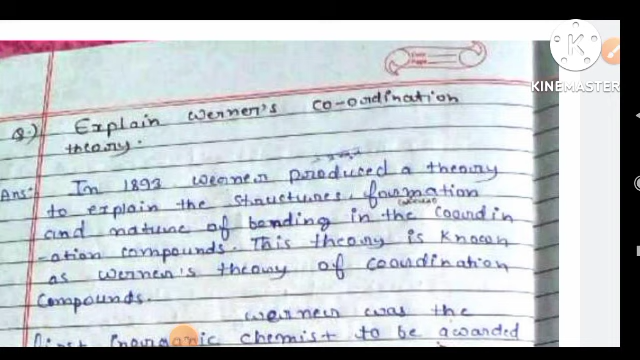 KINEMASTER
Q.) Explain Werner's Co-ordination
theory.
Ans: In 1893 Werner produced a theory
to explain the structures, formation
and nature of bonding in the coordin
-ation compounds. This theory is known
as Werner's theory of coordination
compounds.
Werner was the
first inorganic chemist to be awarded